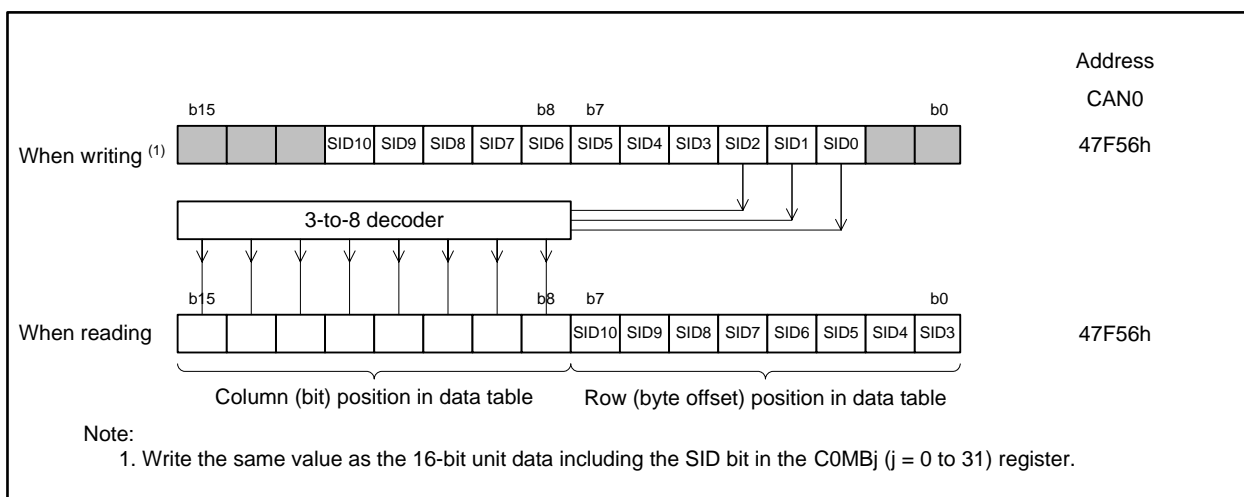 Address
CAN0
b15 b8 b7 b0
When writing (1) SID10 SID9 SID8 SID7 SID6 SID5 SID4 SID3 SID2 SID1 SID0 47F56h
3-to-8 decoder
b15 b8 b7 b0
When reading SID10 SID9 SID8 SID7 SID6 SID5 SID4 SID3 47F56h
Column (bit) position in data table Row (byte offset) position in data table
Note:
1. Write the same value as the 16-bit unit data including the SID bit in the C0MBj (j = 0 to 31) register.